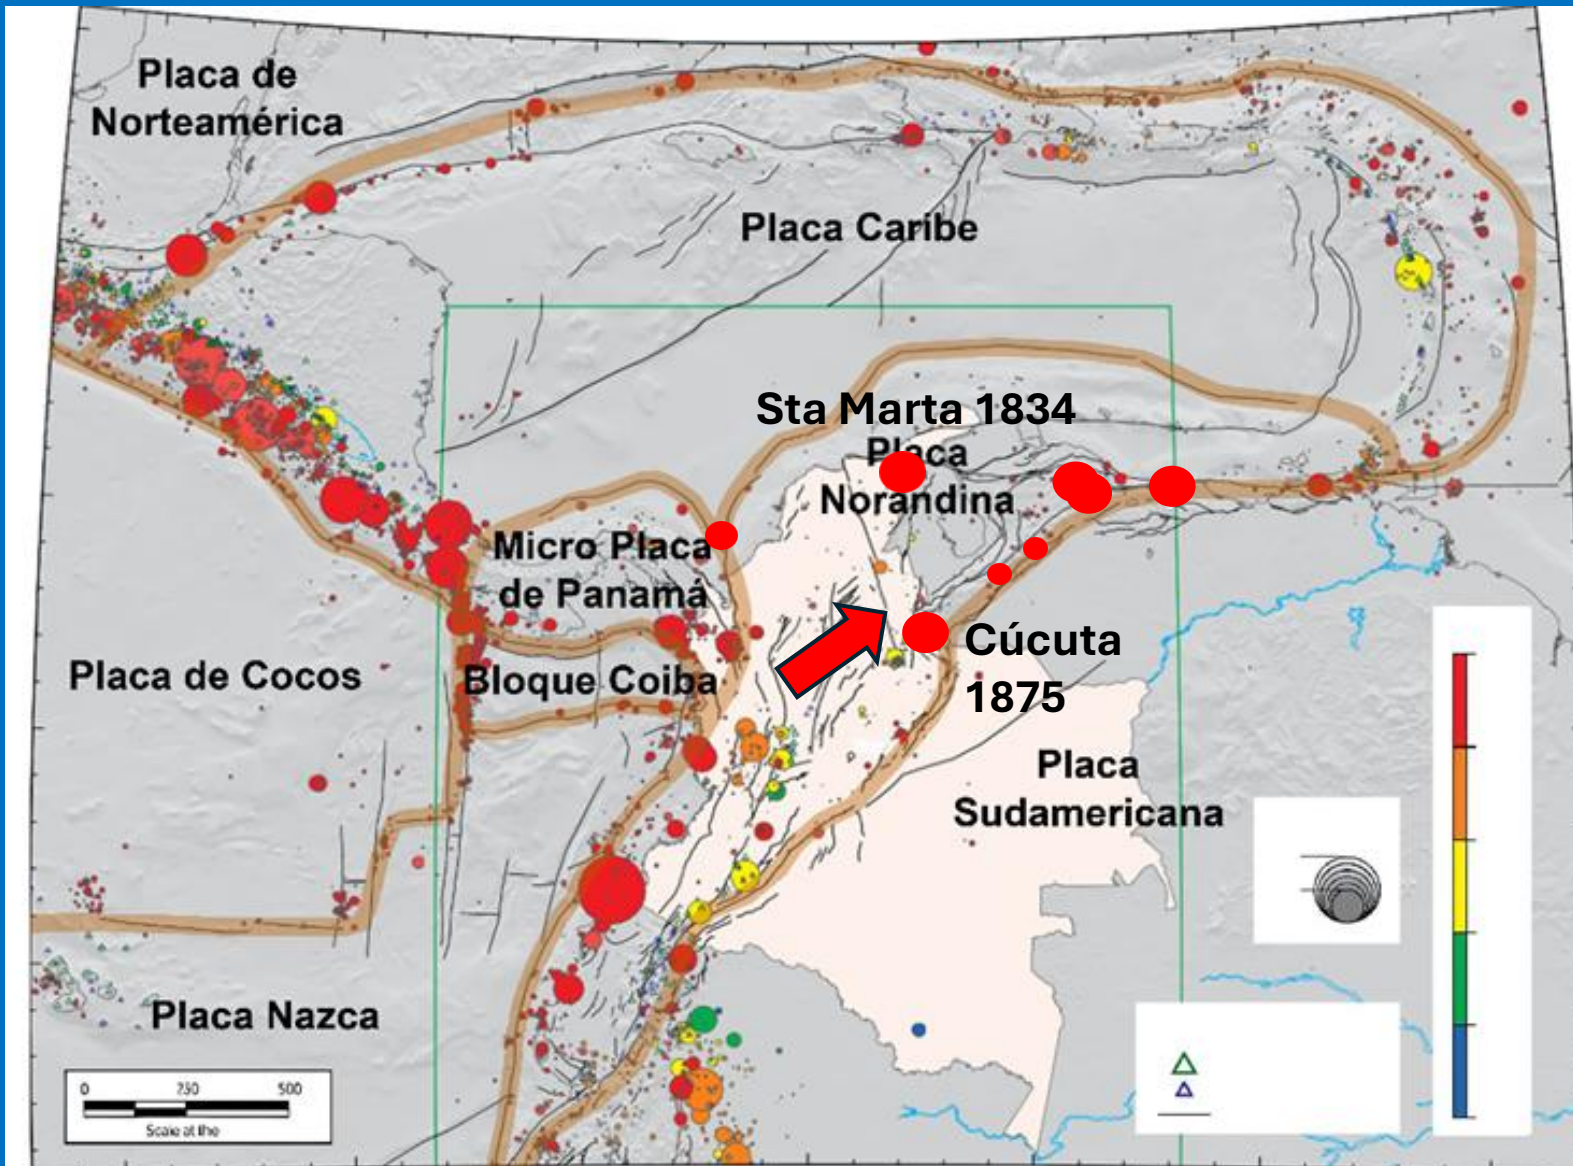 Placa de
Norteamérica
Placa Caribe
Sta Marta 1834
Placa
Norandina
Micro Placa
de Panamá
Cúcuta
1875
Placa de Cocos
Bloque Coiba
Placa
Sudamericana
Placa Nazca
0 250 500
Scale at the